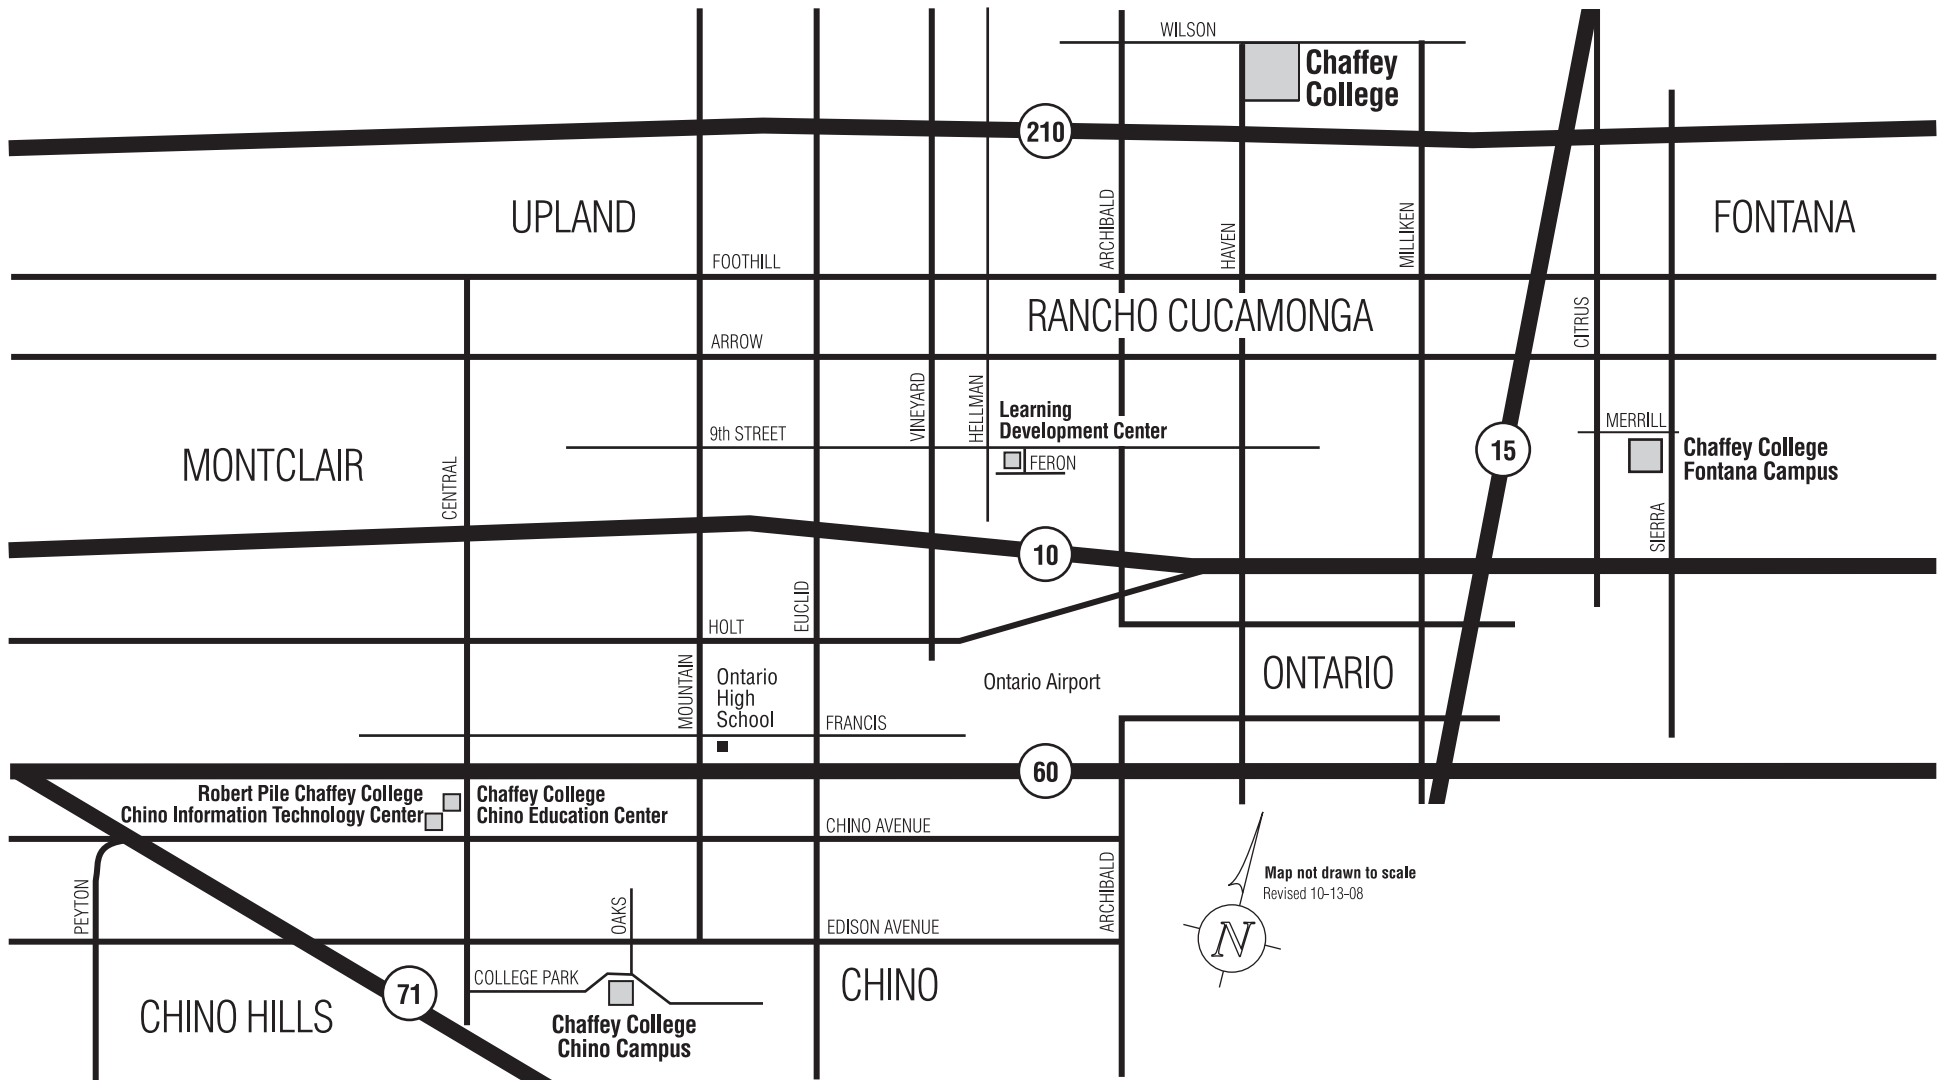 WILSON
Chaffey
College
210
UPLAND
ARCHIBALD
HAVEN
MILLIKEN
FONTANA
FOOTHILL
RANCHO CUCAMONGA
CITRUS
ARROW
VINEYARD
HELLMAN
Learning
Development Center
9th STREET
MERRILL
MONTCLAIR
CENTRAL
FERON
15
Chaffey College
Fontana Campus
SIERRA
10
EUCLID
HOLT
MOUNTAIN
Ontario
High
School
Ontario Airport
ONTARIO
FRANCIS
60
Robert Pile Chaffey College
Chino Information Technology Center
Chaffey College
Chino Education Center
CHINO AVENUE
PEYTON
OAKS
ARCHIBALD
Map not drawn to scale
Revised 10-13-08
EDISON AVENUE
N
COLLEGE PARK
CHINO
71
CHINO HILLS
Chaffey College
Chino Campus